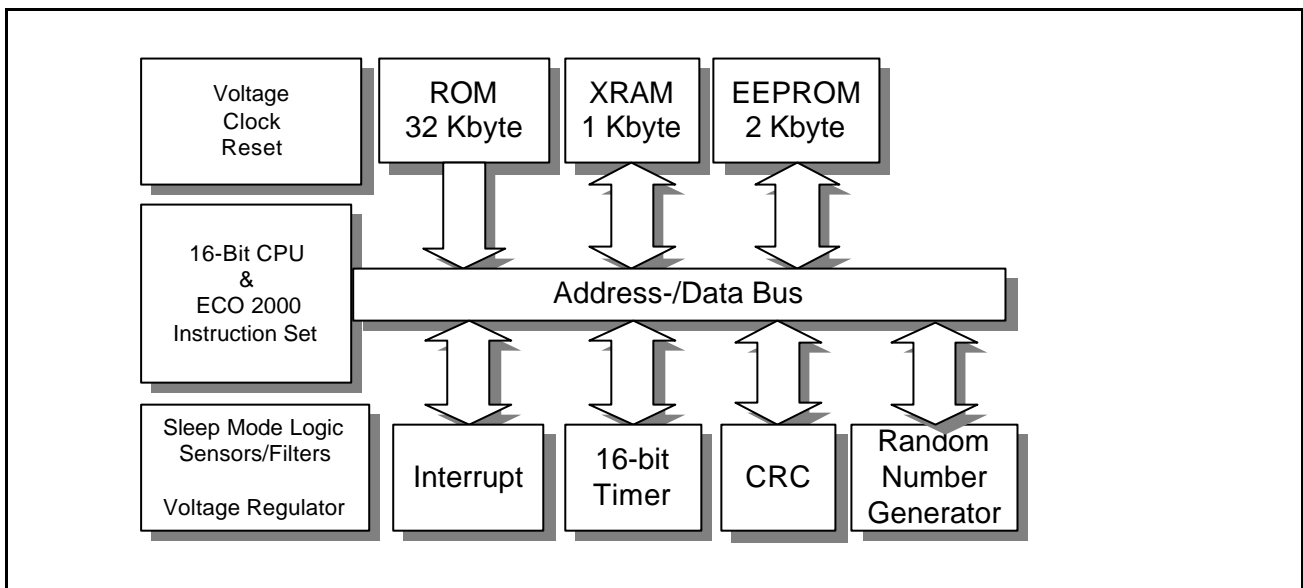 Voltage
Clock
Reset
ROM
32 Kbyte
XRAM
1 Kbyte
EEPROM
2 Kbyte
16-Bit CPU
&
ECO 2000
Instruction Set
Address-/Data Bus
Sleep Mode Logic
Sensors/Filters
Voltage Regulator
Interrupt
16-bit
Timer
CRC
Random
Number
Generator